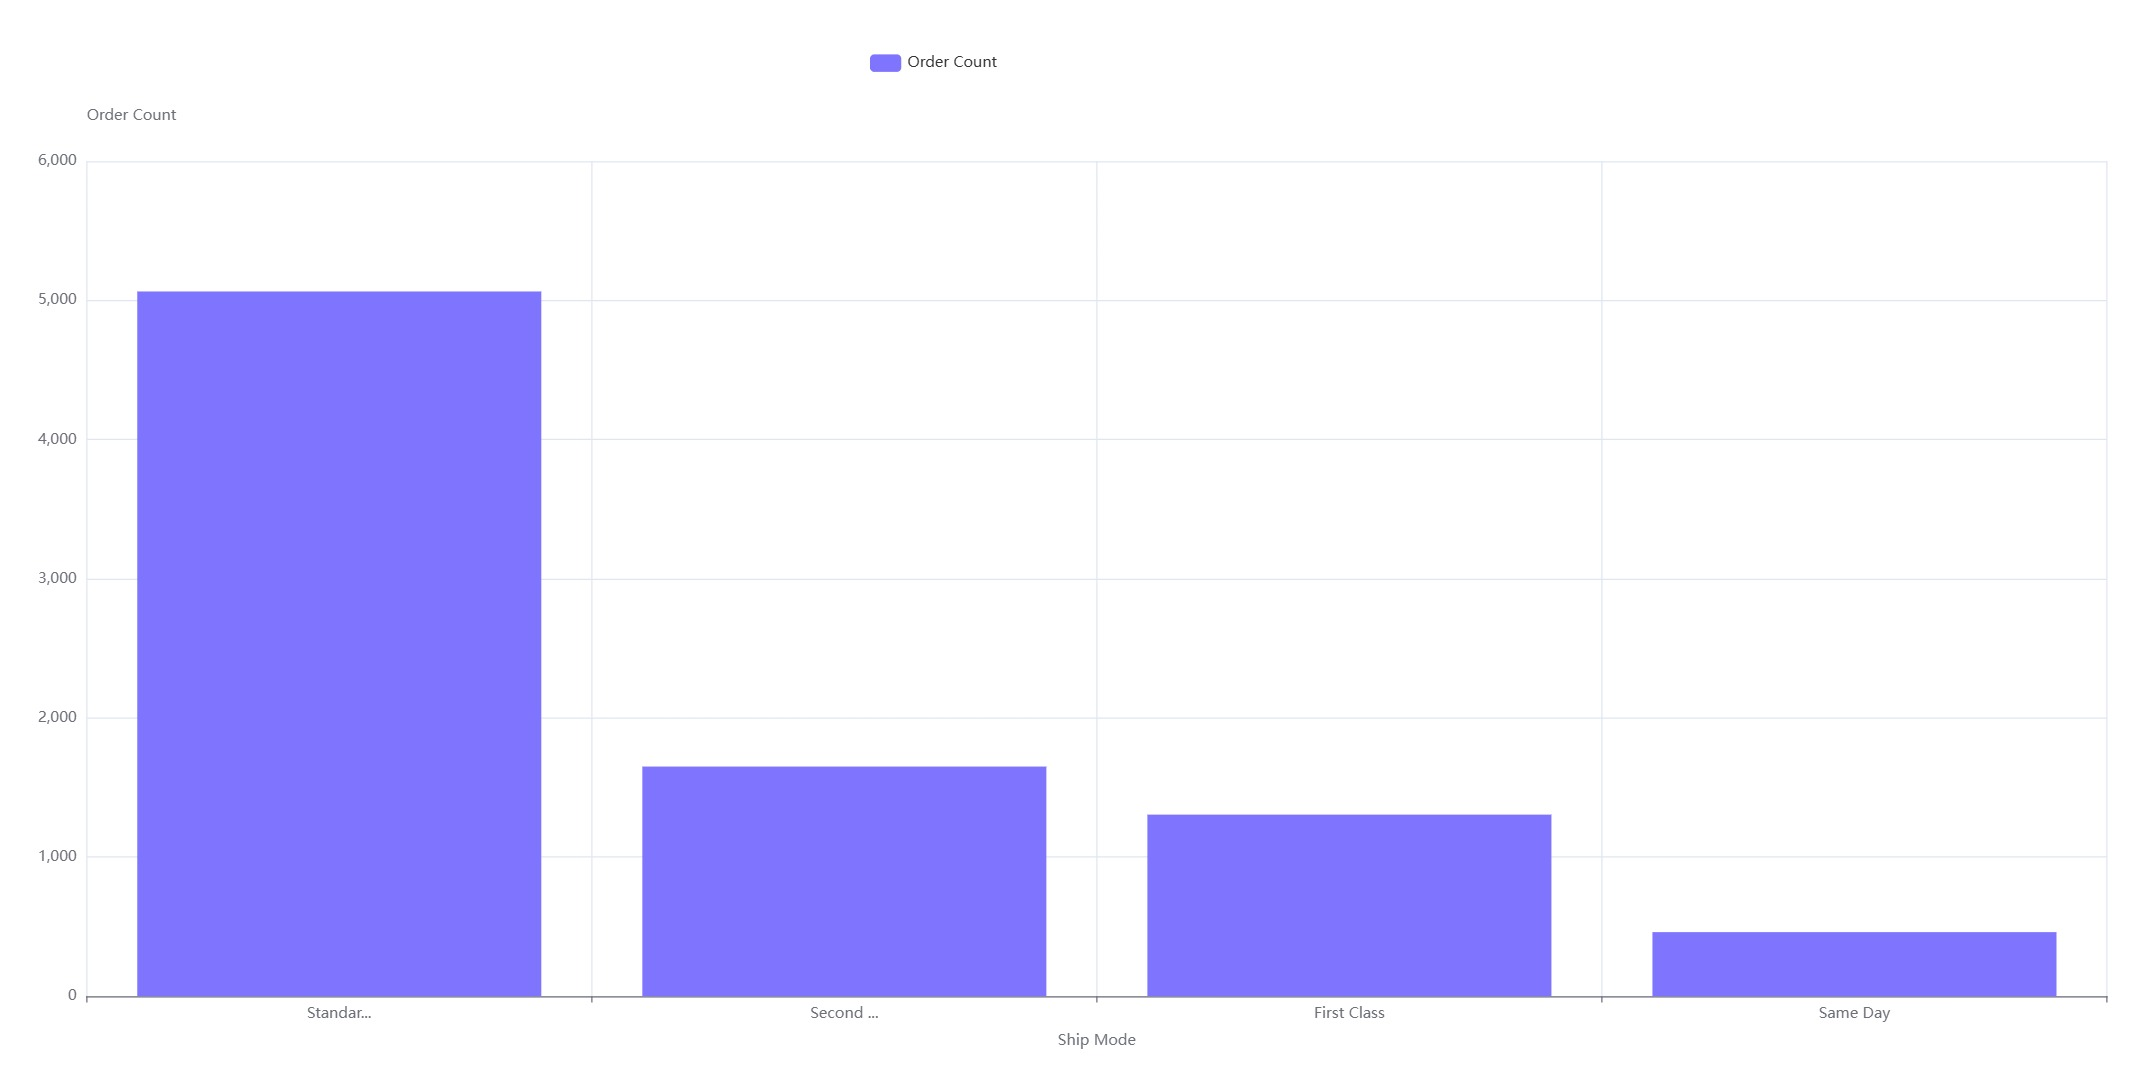 Order Count
Order Count
6,000
5,000
4,000
3,000
2,000
1,000
0
Standar... Second ... First Class Same Day
Ship Mode